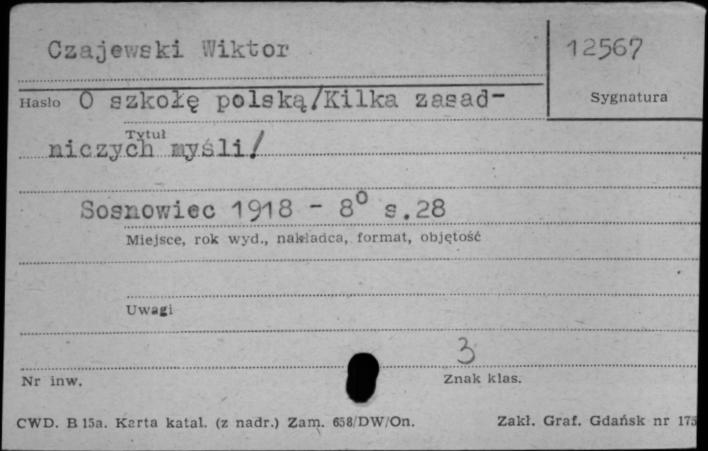 Czajewski Wiktor
12567
Hasło O szkołę polską/Kilka zasad-
Sygnatura
Tytuł
niczych myśli/
Sosnowiec 1918 - 8⁰ s.28
Miejsce, rok wyd., nakładca, format, objętość
Uwagi
3
Nr inw. Znak klas.
CWD. B 15a. Karta katal. (z nadr.) Zam. 658/DW/On. Zakł. Graf. Gdańsk nr 175